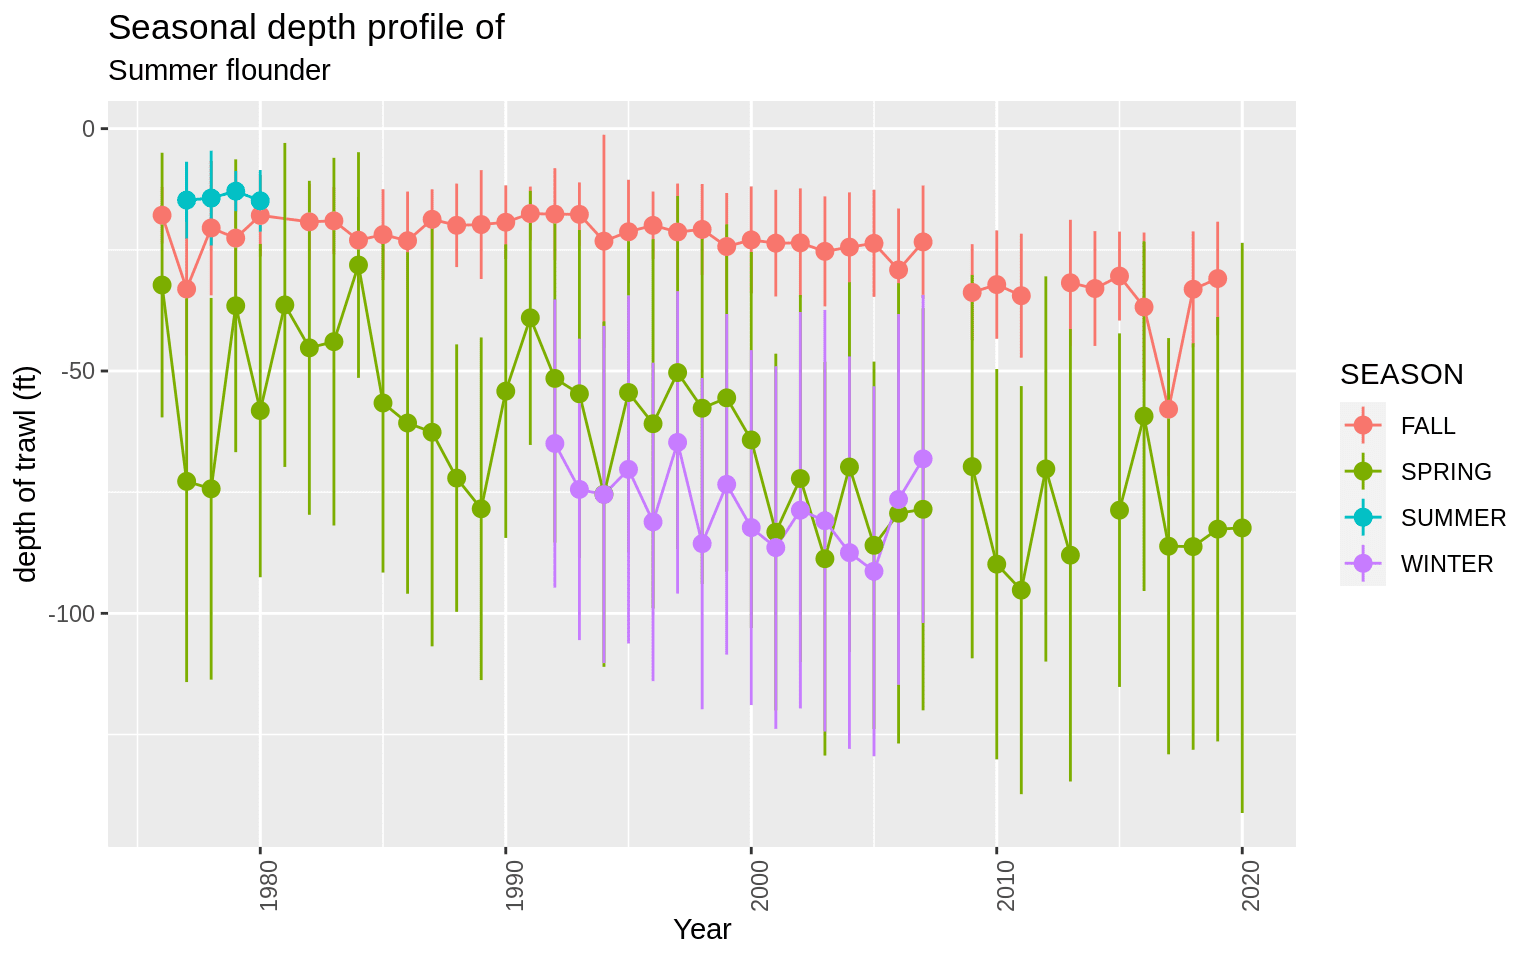 Seasonal depth profile of
Summer flounder
0
-50
-100
depth of trawl (ft)
1980
1990
2000
2010
2020
Year
SEASON
FALL
SPRING
SUMMER
WINTER